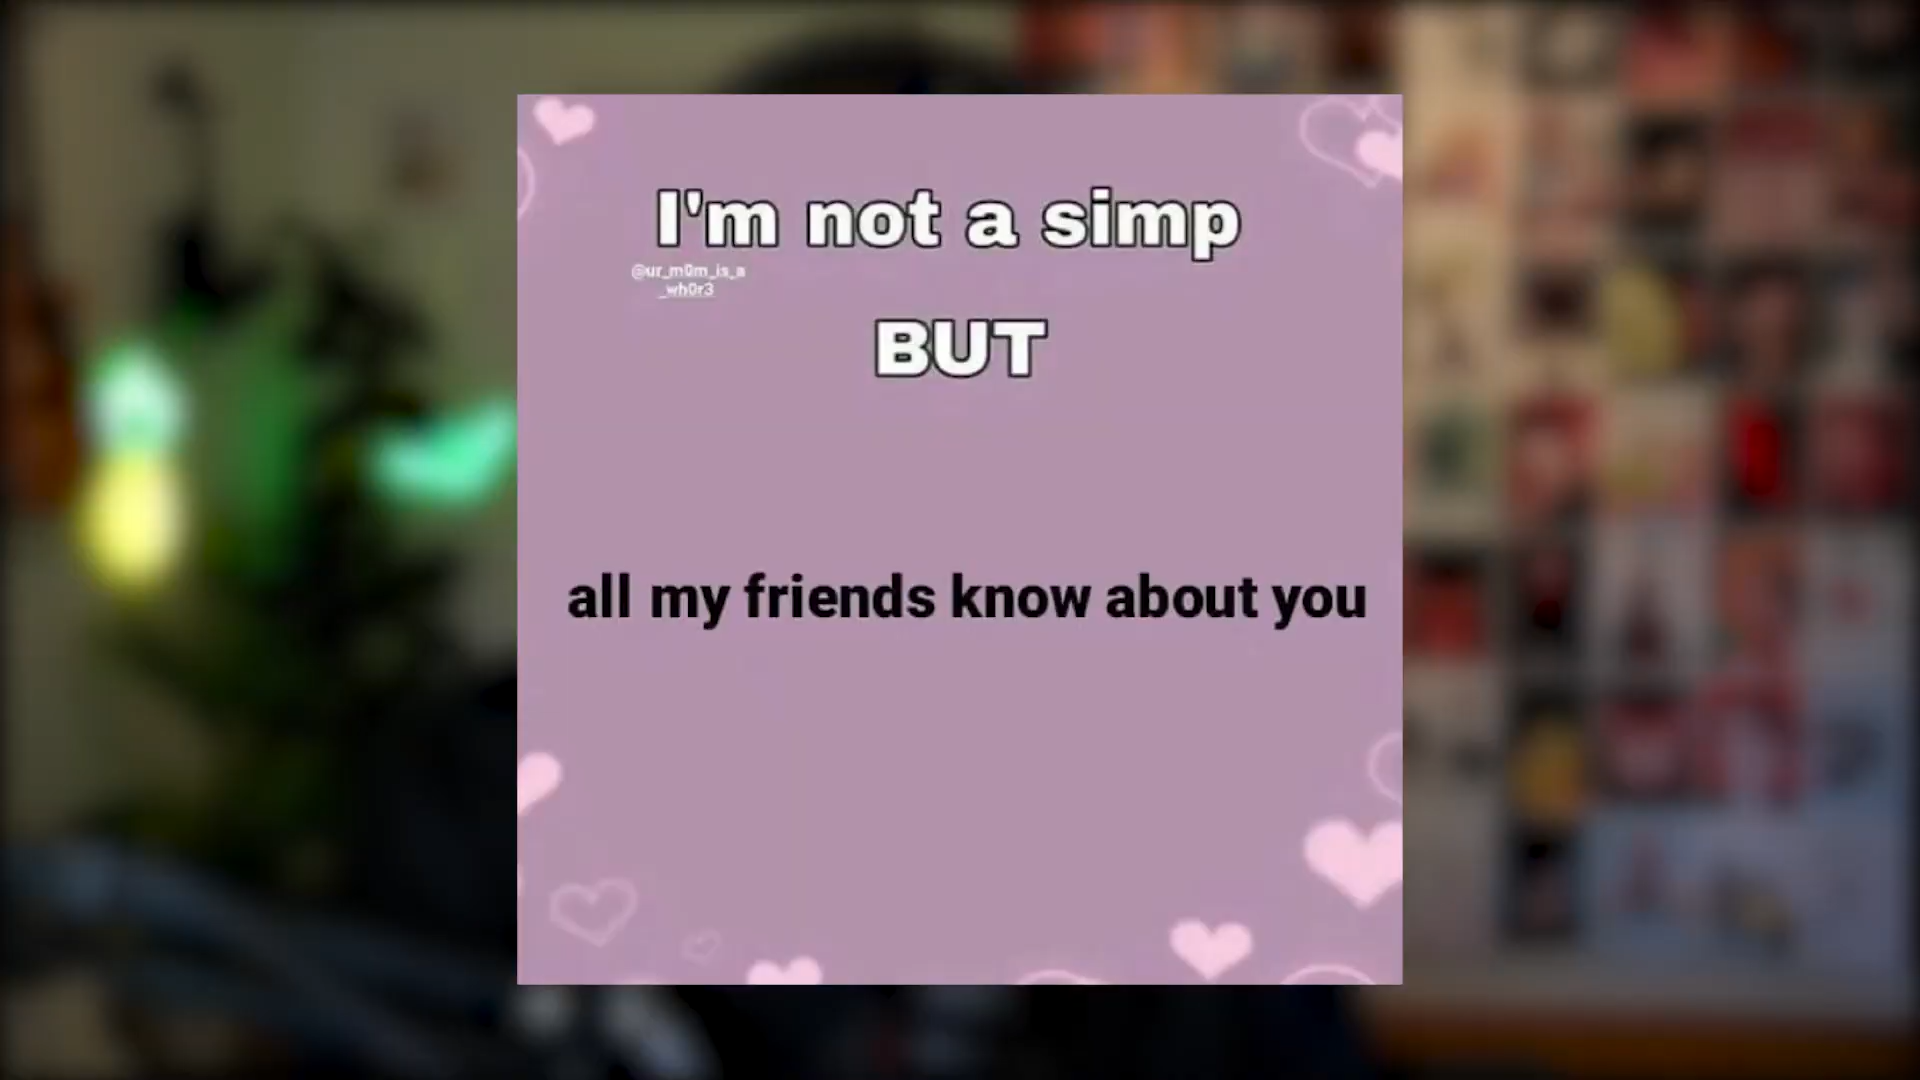 I'm not a simp
@ur_m0m_is_a
_wh0r3
BUT
all my friends know about you